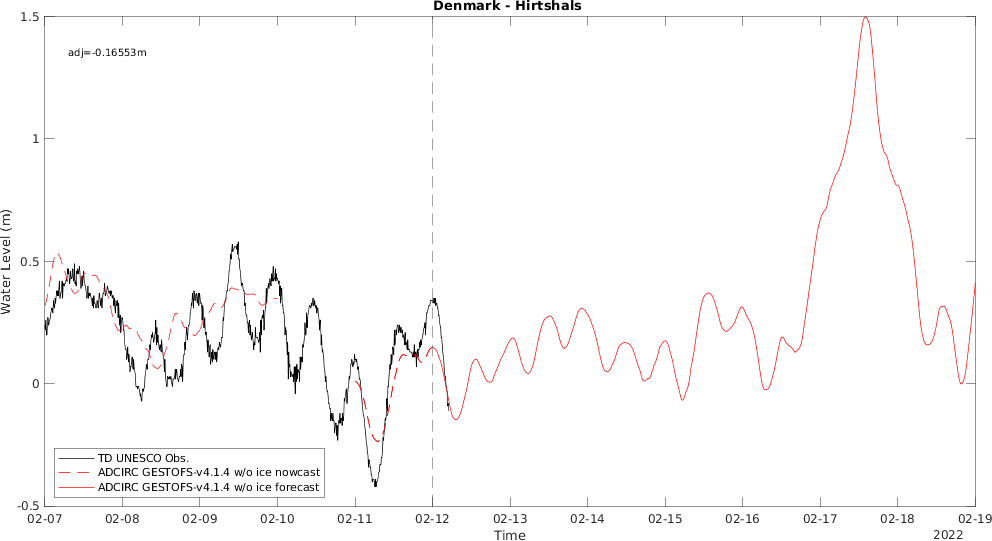 Denmark - Hirtshals
adj=-0.16553m
Water Level (m)
1.5
1
0.5
0
-0.5
TD UNESCO Obs.
ADCIRC GESTOFS-v4.1.4 w/o ice nowcast
ADCIRC GESTOFS-v4.1.4 w/o ice forecast
02-07 02-08 02-09 02-10 02-11 02-12 02-13 02-14 02-15 02-16 02-17 02-18 02-19
Time
2022